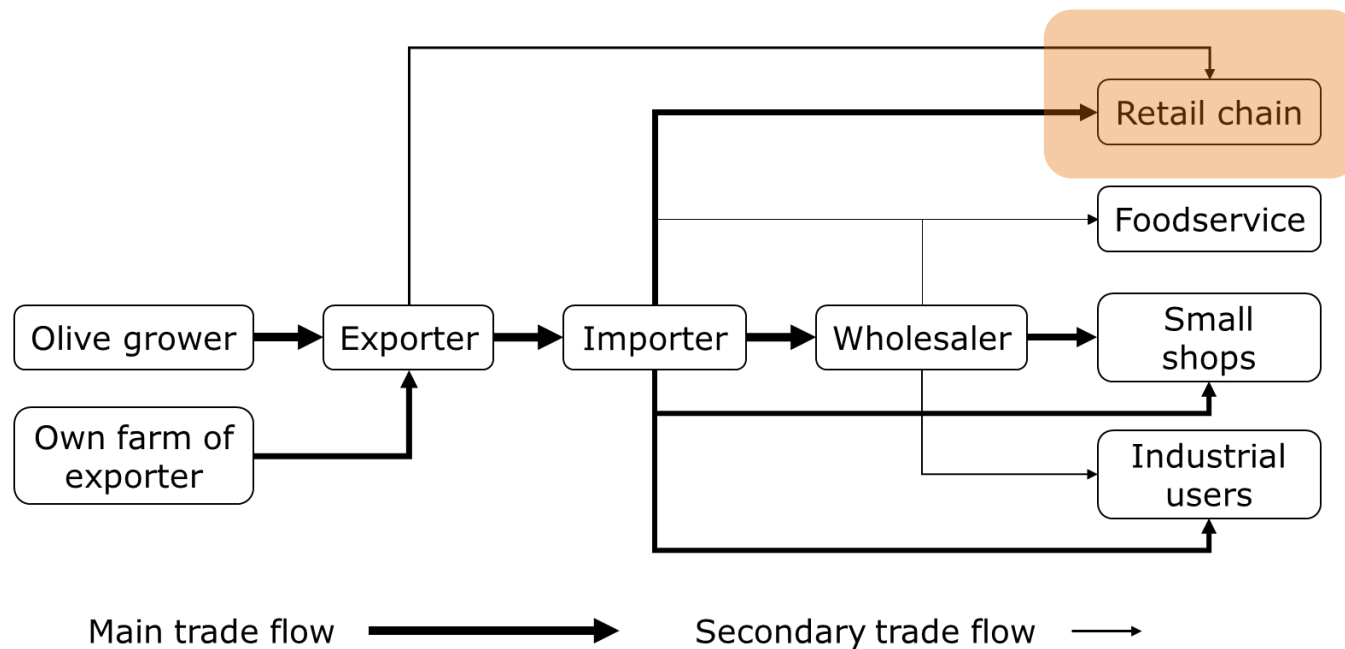 Retail chain
Foodservice
Olive grower
Exporter
Importer
Wholesaler
Small
shops
Own farm of
exporter
Industrial
users
Main trade flow
Secondary trade flow